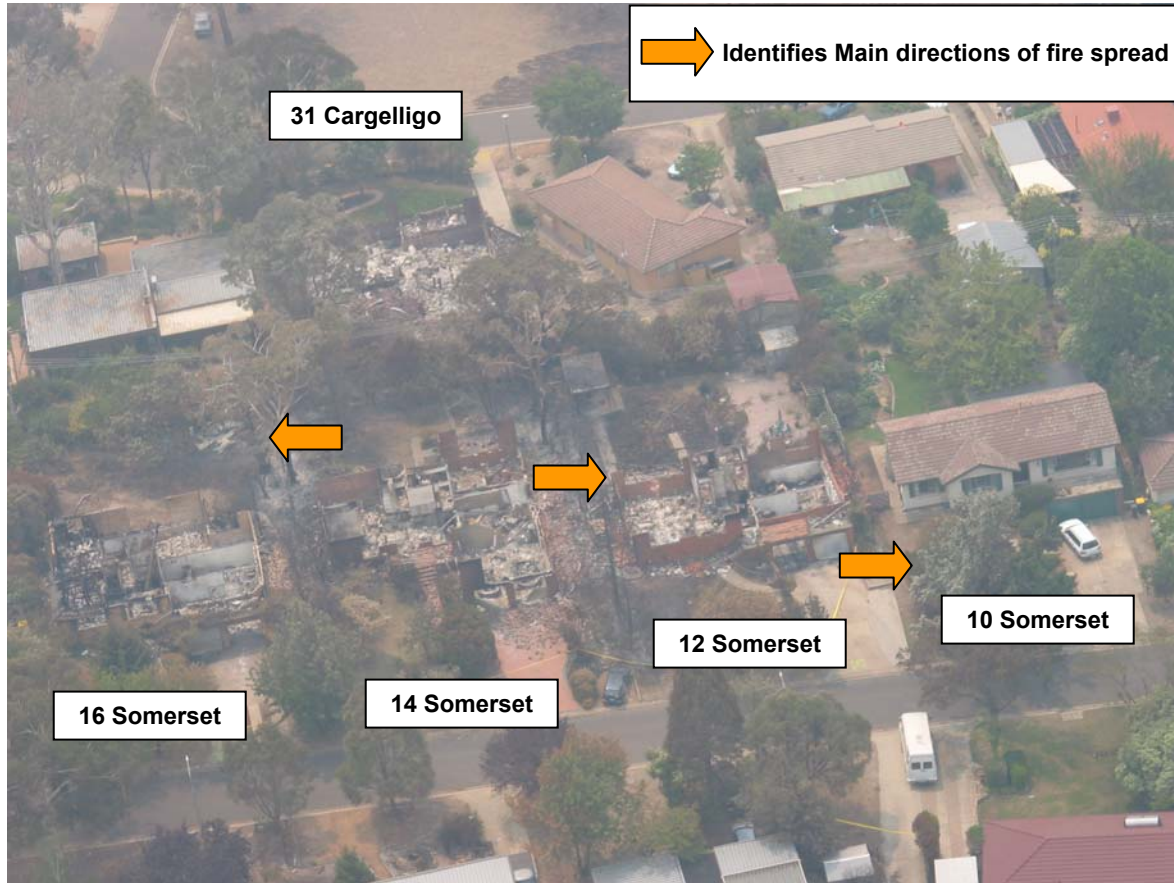 Identifies Main directions of fire spread
31 Cargelligo
12 Somerset
10 Somerset
16 Somerset
14 Somerset